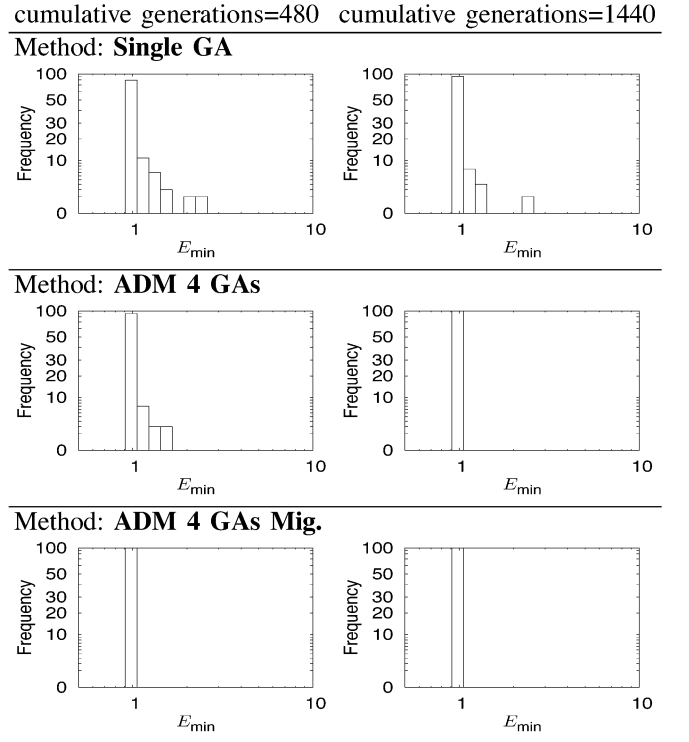 cumulative generations=480 cumulative generations=1440
Method: Single GA
100 50 30 20 10 0
Frequency
1 10
Emin
100 50 30 20 10 0
Frequency
1 10
Emin
Method: ADM 4 GAs
100 50 30 20 10 0
Frequency
1 10
Emin
100 50 30 20 10 0
Frequency
1 10
Emin
Method: ADM 4 GAs Mig.
100 50 30 20 10 0
Frequency
1 10
Emin
100 50 30 20 10 0
Frequency
1 10
Emin